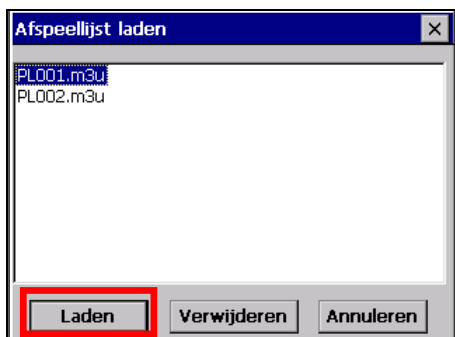 Afspeellijst laden
PL001.m3u
PL002.m3u
Laden Verwijderen Annuleren